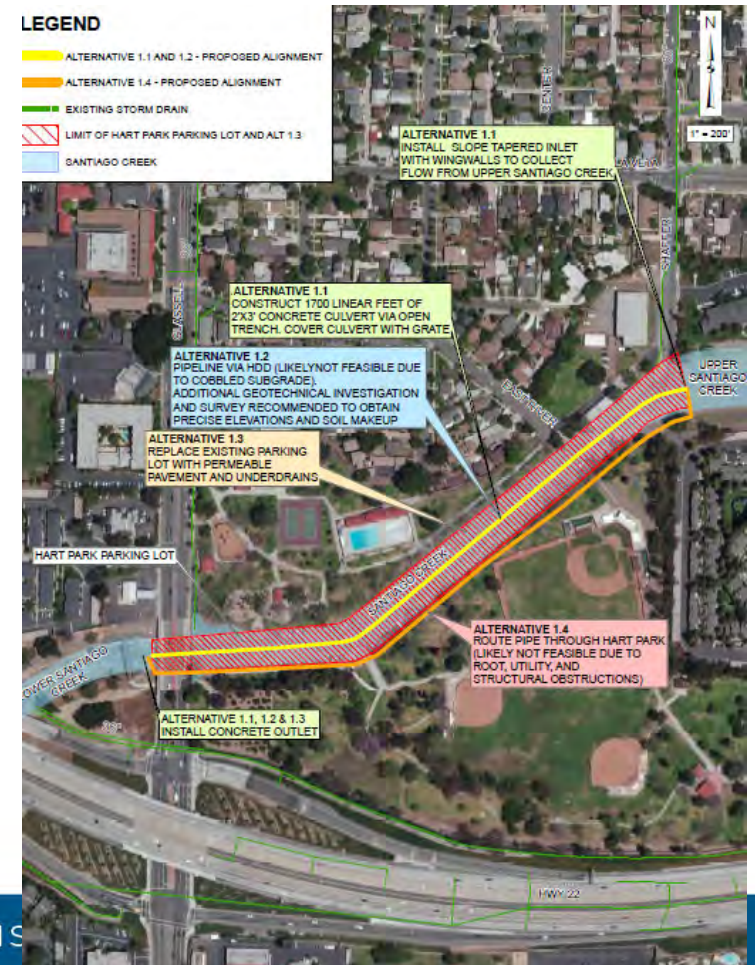 LEGEND
ALTERNATIVE 1.1 AND 1.2 - PROPOSED ALIGNMENT
ALTERNATIVE 1.4 - PROPOSED ALIGNMENT
EXISTING STORM DRAIN
LIMIT OF HART PARK PARKING LOT AND ALT 1.3
SANTIAGO CREEK
N
1" = 200'
CENTER
ALTERNATIVE 1.1
INSTALL SLOPE TAPERED INLET
WITH WINGWALLS TO COLLECT
FLOW FROM UPPER SANTIAGO CREEK
LA VETA
SHAFFER
GLASSELL
ALTERNATIVE 1.1
CONSTRUCT 1700 LINEAR FEET OF
2'X3' CONCRETE CULVERT VIA OPEN
TRENCH. COVER CULVERT WITH GRATE
ALTERNATIVE 1.2
PIPELINE VIA HDD (LIKELYNOT FEASIBLE DUE
TO COBBLED SUBGRADE).
ADDITIONAL GEOTECHNICAL INVESTIGATION
AND SURVEY RECOMMENDED TO OBTAIN
PRECISE ELEVATIONS AND SOIL MAKEUP
UPPER
SANTIAGO
CREEK
EAST RIVER
ALTERNATIVE 1.3
REPLACE EXISTING PARKING
LOT WITH PERMEABLE
PAVEMENT AND UNDERDRAINS
HART PARK PARKING LOT
SANTIAGO CREEK
ALTERNATIVE 1.4
ROUTE PIPE THROUGH HART PARK
(LIKELY NOT FEASIBLE DUE TO
ROOT, UTILITY, AND
STRUCTURAL OBSTRUCTIONS)
LOWER SANTIAGO
CREEK
ALTERNATIVE 1.1, 1.2 & 1.3
INSTALL CONCRETE OUTLET
HWY 22